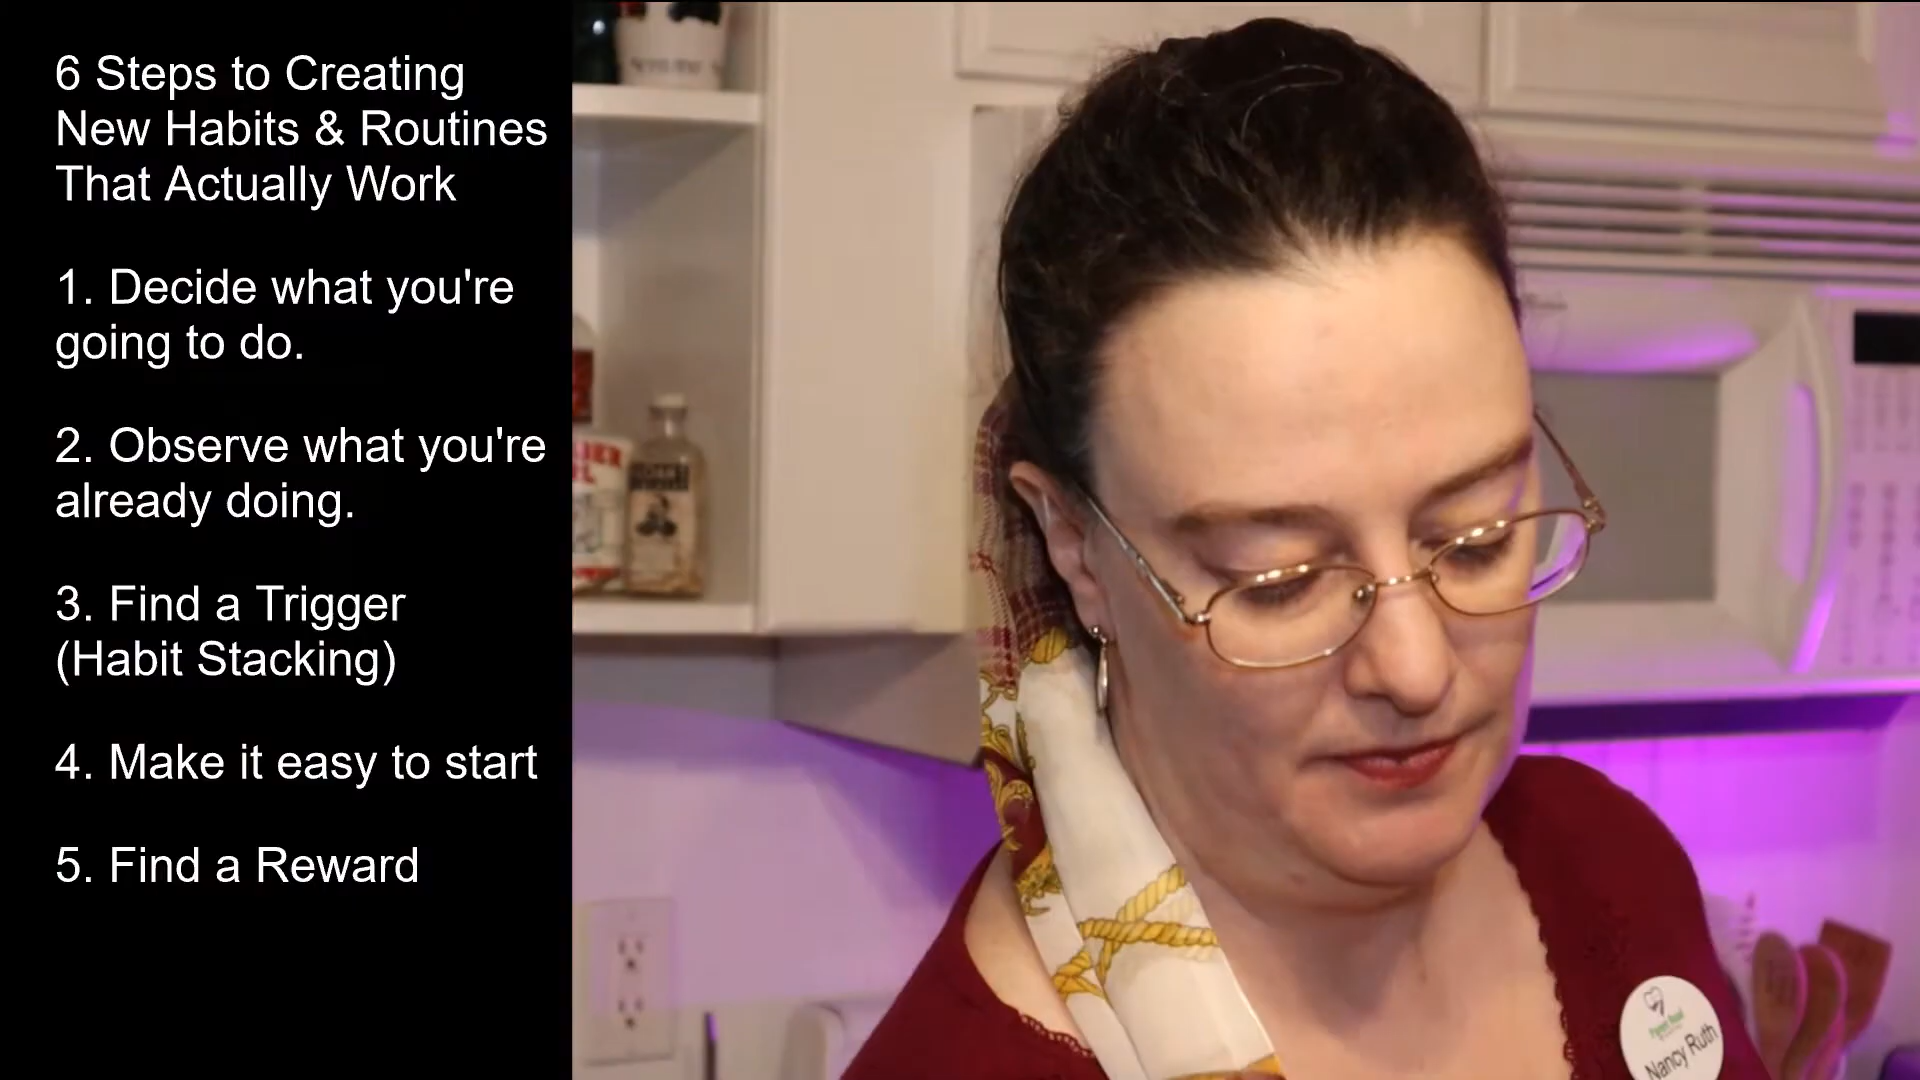 6 Steps to Creating
New Habits & Routines
That Actually Work
1. Decide what you're
going to do.
2. Observe what you're
already doing.
3. Find a Trigger
(Habit Stacking)
4. Make it easy to start
5. Find a Reward
Nancy Ruth